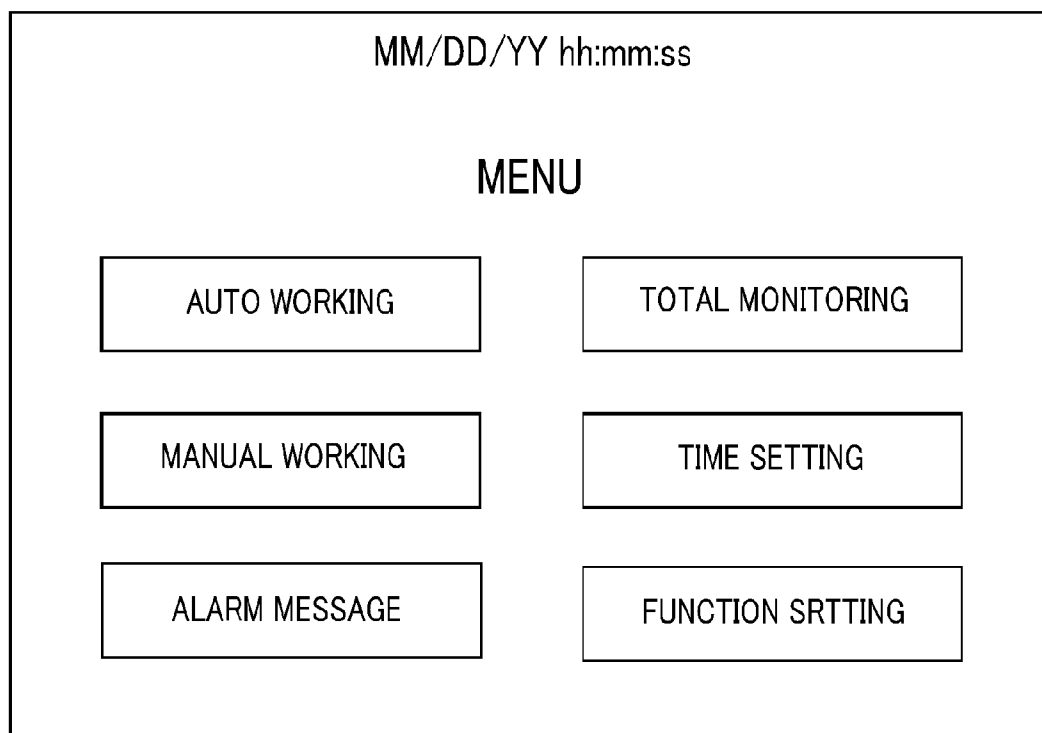 MM/DD/YY hh:mm:ss
MENU
AUTO WORKING
TOTAL MONITORING
MANUAL WORKING
TIME SETTING
ALARM MESSAGE
FUNCTION SRTTING